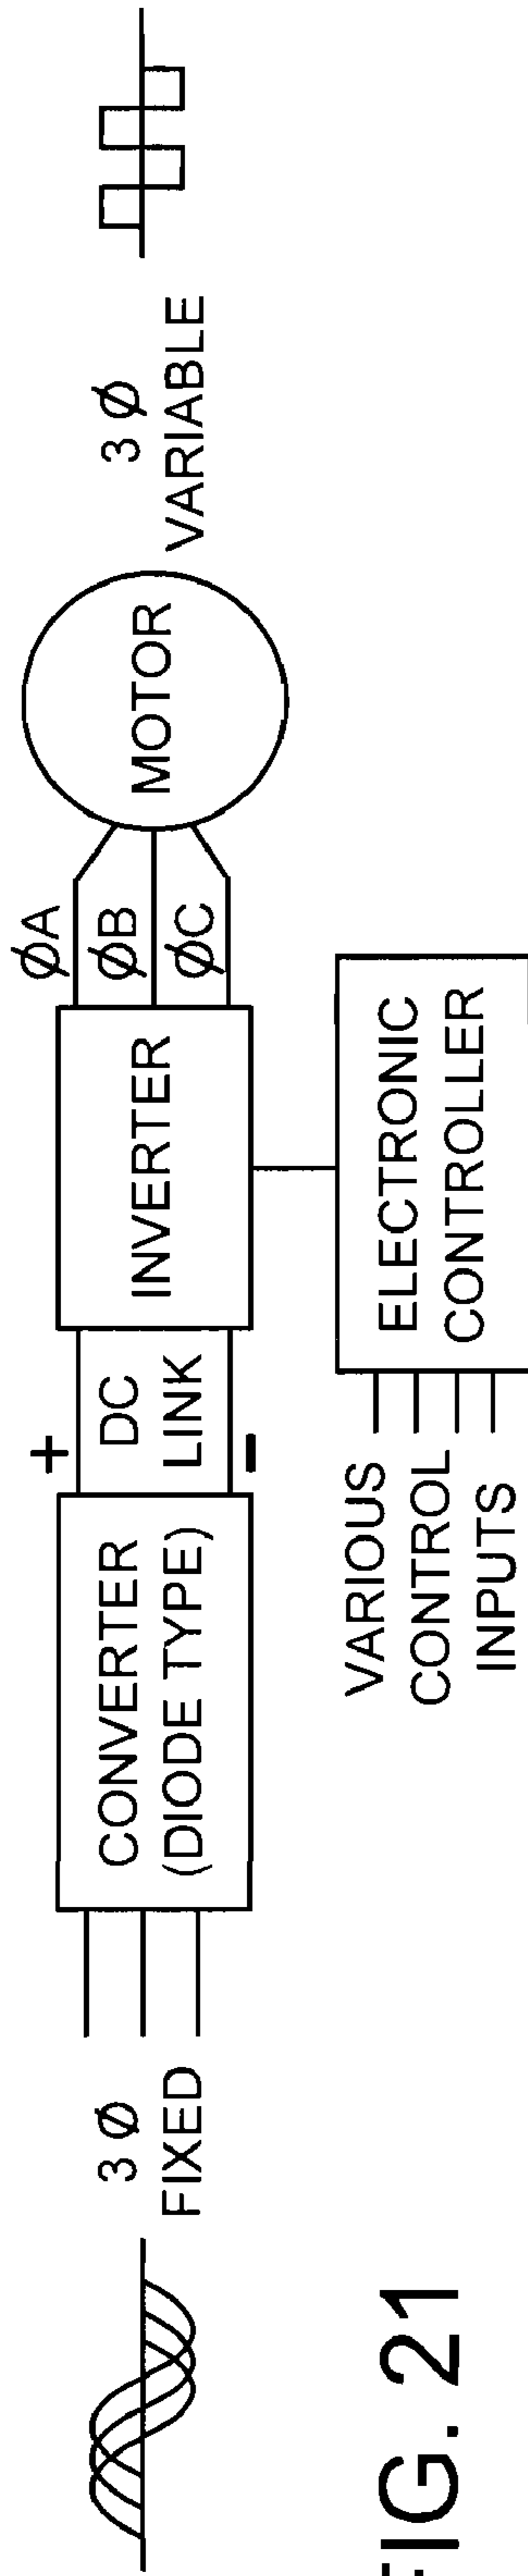 3 Ø
FIXED
CONVERTER
(DIODE TYPE)
+
DC
LINK
−
INVERTER
ØA
ØB
ØC
MOTOR
3 Ø
VARIABLE
VARIOUS
CONTROL
INPUTS
ELECTRONIC
CONTROLLER
FIG. 21